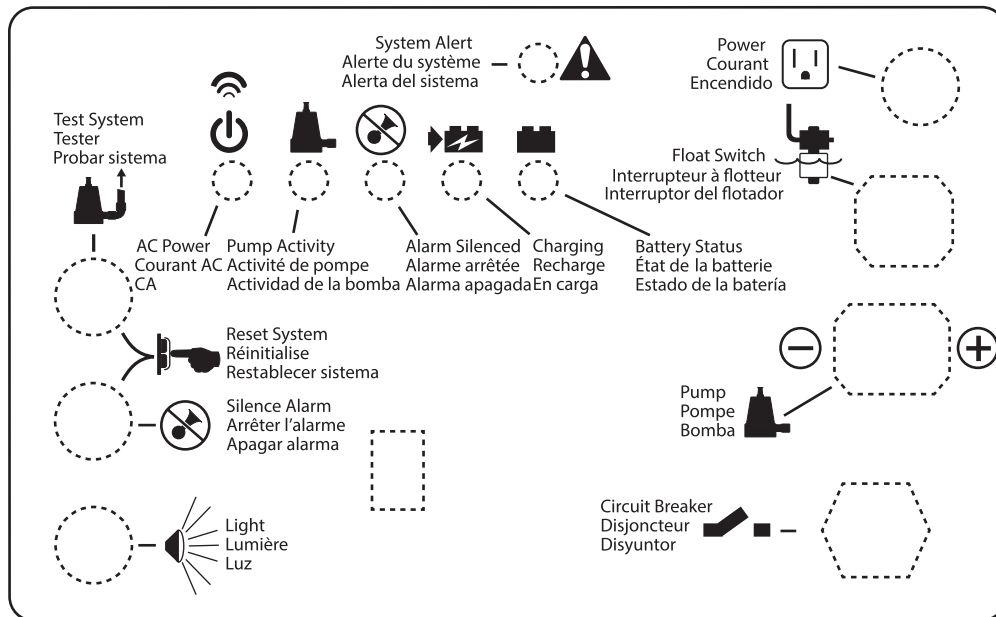 System Alert
Alerte du système
Alerta del sistema
Power
Courant
Encendido
Test System
Tester
Probar sistema
Float Switch
Interrupteur à flotteur
Interruptor del flotador
AC Power
Courant AC
CA
Pump Activity
Activité de pompe
Actividad de la bomba
Alarm Silenced
Alarme arrêtée
Alarma apagada
Charging
Recharge
En carga
Battery Status
État de la batterie
Estado de la batería
Reset System
Réinitialise
Restablecer sistema
Silence Alarm
Arrêter l'alarme
Apagar alarma
Pump
Pompe
Bomba
Light
Lumière
Luz
Circuit Breaker
Disjoncteur
Disyuntor